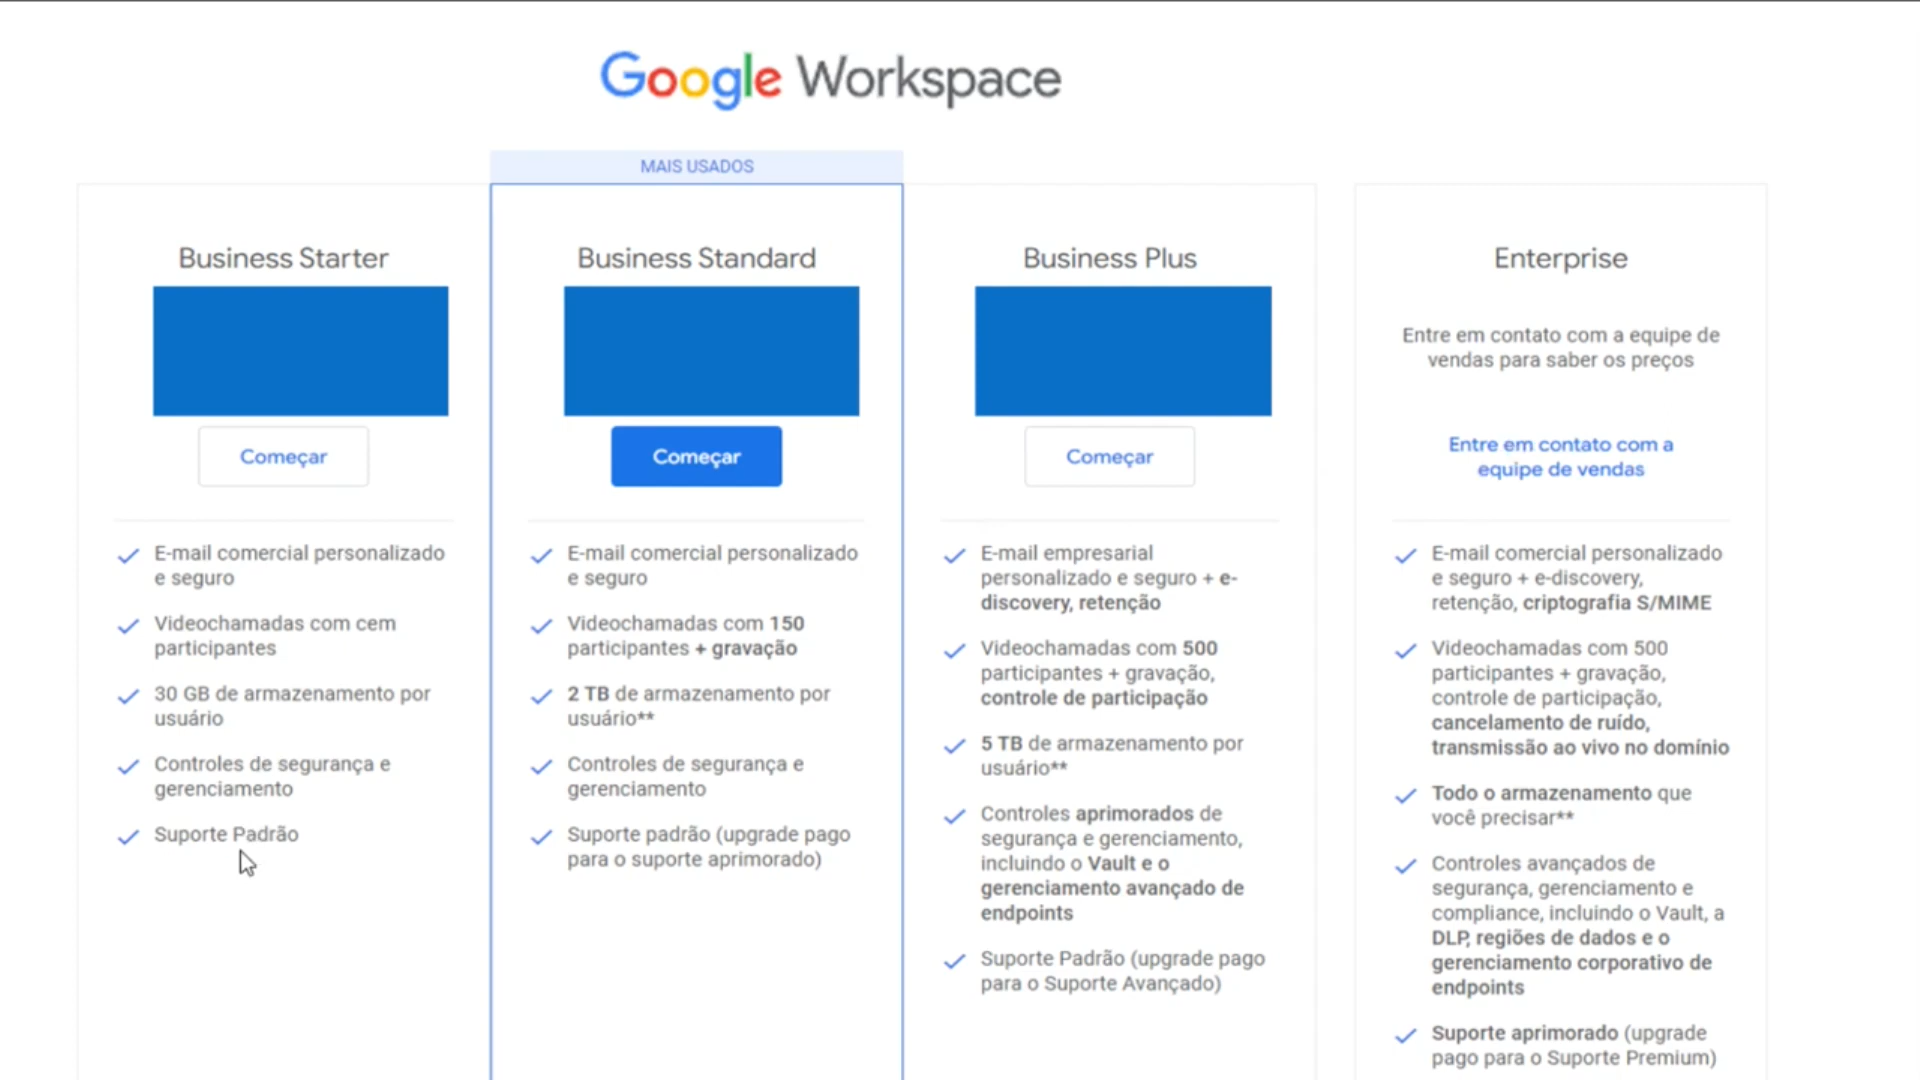 Google Workspace
MAIS USADOS
Business Starter
Começar
E-mail comercial personalizado
e seguro
Videochamadas com cem
participantes
30 GB de armazenamento por
usuário
Controles de segurança e
gerenciamento
Suporte Padrão
Business Standard
Começar
E-mail comercial personalizado
e seguro
Videochamadas com 150
participantes + gravação
2 TB de armazenamento por
usuário**
Controles de segurança e
gerenciamento
Suporte padrão (upgrade pago
para o suporte aprimorado)
Business Plus
Começar
E-mail empresarial
personalizado e seguro + e-
discovery, retenção
Videochamadas com 500
participantes + gravação,
controle de participação
5 TB de armazenamento por
usuário**
Controles aprimorados de
segurança e gerenciamento,
incluindo o Vault e o
gerenciamento avançado de
endpoints
Suporte Padrão (upgrade pago
para o Suporte Avançado)
Enterprise
Entre em contato com a equipe de
vendas para saber os preços
Entre em contato com a
equipe de vendas
E-mail comercial personalizado
e seguro + e-discovery,
retenção, criptografia S/MIME
Videochamadas com 500
participantes + gravação,
controle de participação,
cancelamento de ruído,
transmissão ao vivo no domínio
Todo o armazenamento que
você precisar**
Controles avançados de
segurança, gerenciamento e
compliance, incluindo o Vault, a
DLP, regiões de dados e o
gerenciamento corporativo de
endpoints
Suporte aprimorado (upgrade
pago para o Suporte Premium)